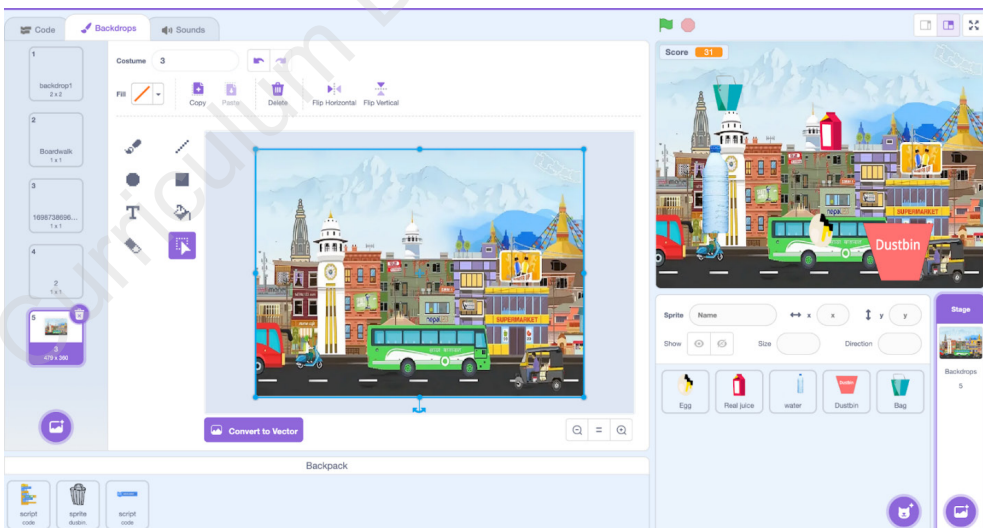 Code
Backdrops
Sounds
1
backdrop1
2 x 2
2
Boardwalk
1 x 1
3
1698738696...
1 x 1
4
2
1 x 1
5
3
479 x 360
Costume
3
Fill
Copy
Paste
Delete
Flip Horizontal
Flip Vertical
T
SUPERMARKET
Convert to Vector
Backpack
script
code
sprite
dustbin
script
code
Score 31
nepal
SUPERMARKET
Dustbin
Sprite
Name
x
x
y
y
Show
Size
Direction
Stage
Backdrops
5
Egg
Real juice
water
Dustbin
Bag
Curriculum